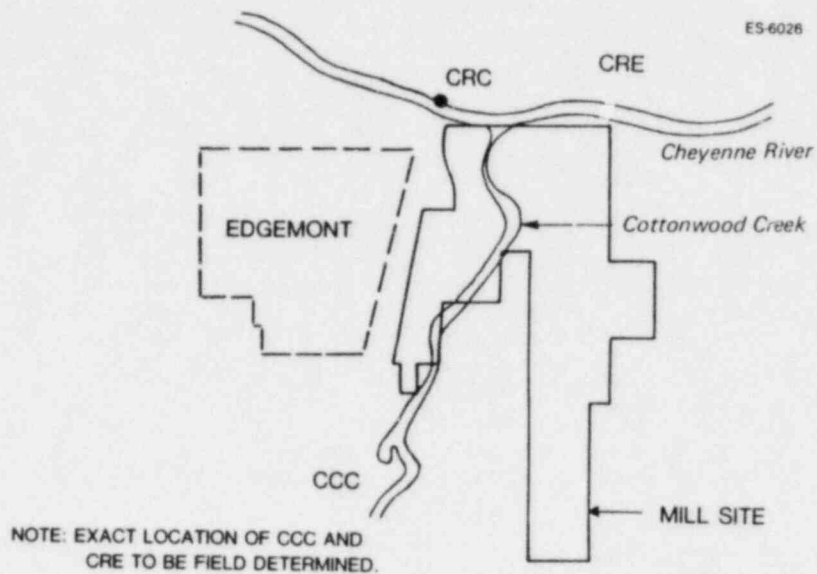 ES-6026
CRC
CRE
Cheyenne River
EDGEMONT
Cottonwood Creek
CCC
MILL SITE
NOTE: EXACT LOCATION OF CCC AND
CRE TO BE FIELD DETERMINED.